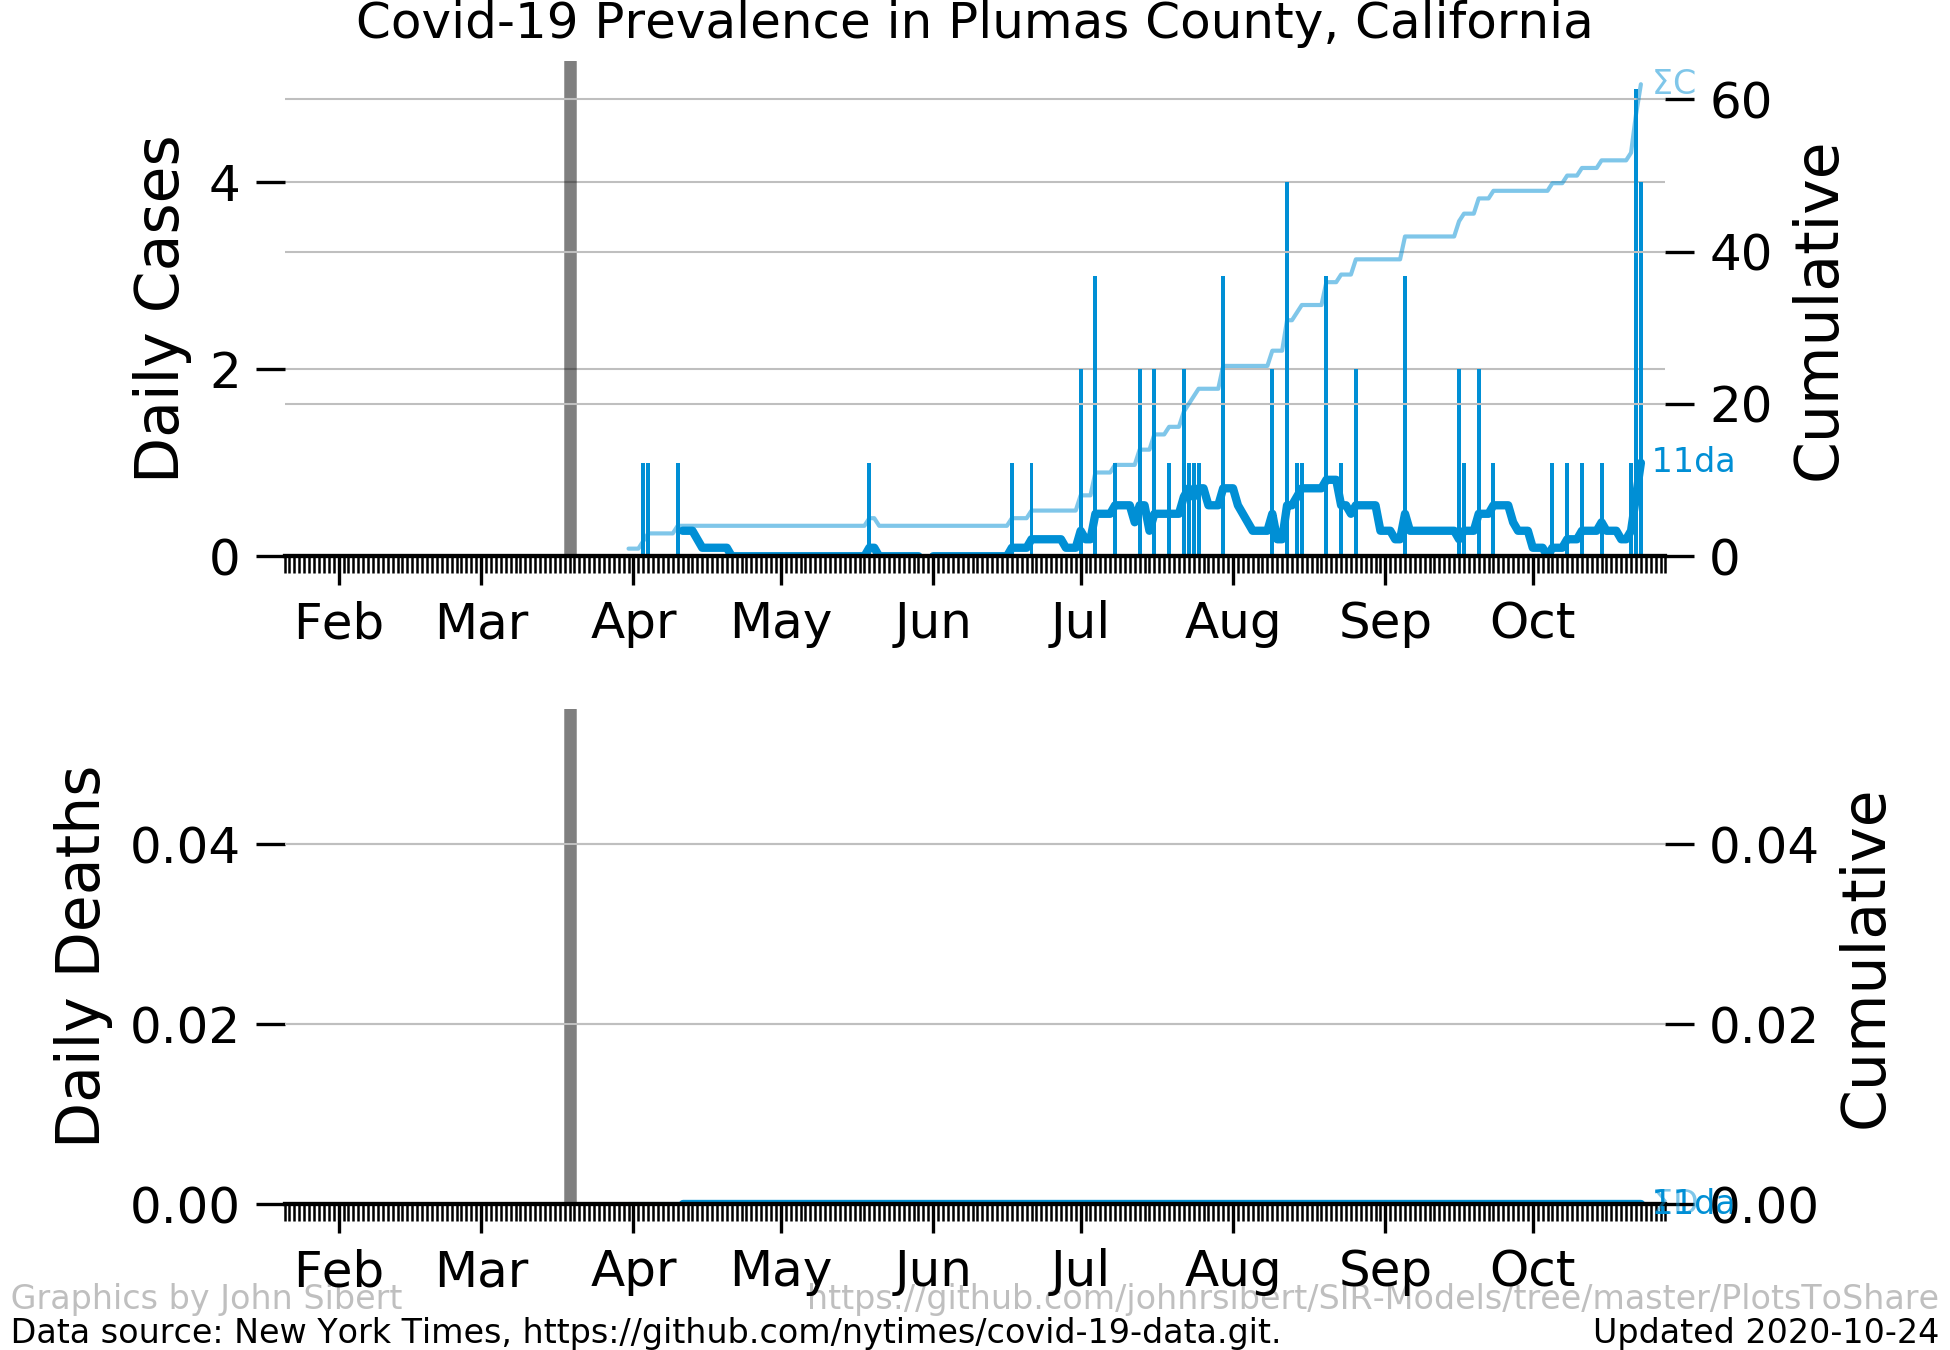 Covid-19 Prevalence in Plumas County, California
Daily Cases
4
2
0
ΣC
60
40
20
0
11da
Cumulative
Feb Mar Apr May Jun Jul Aug Sep Oct
Daily Deaths
0.04
0.02
0.00
0.04
0.02
0.00
ΣD
11da
Cumulative
Feb Mar Apr May Jun Jul Aug Sep Oct
Graphics by John Sibert https://github.com/johnrsibert/SIR-Models/tree/master/PlotsToShare
Data source: New York Times, https://github.com/nytimes/covid-19-data.git. Updated 2020-10-24